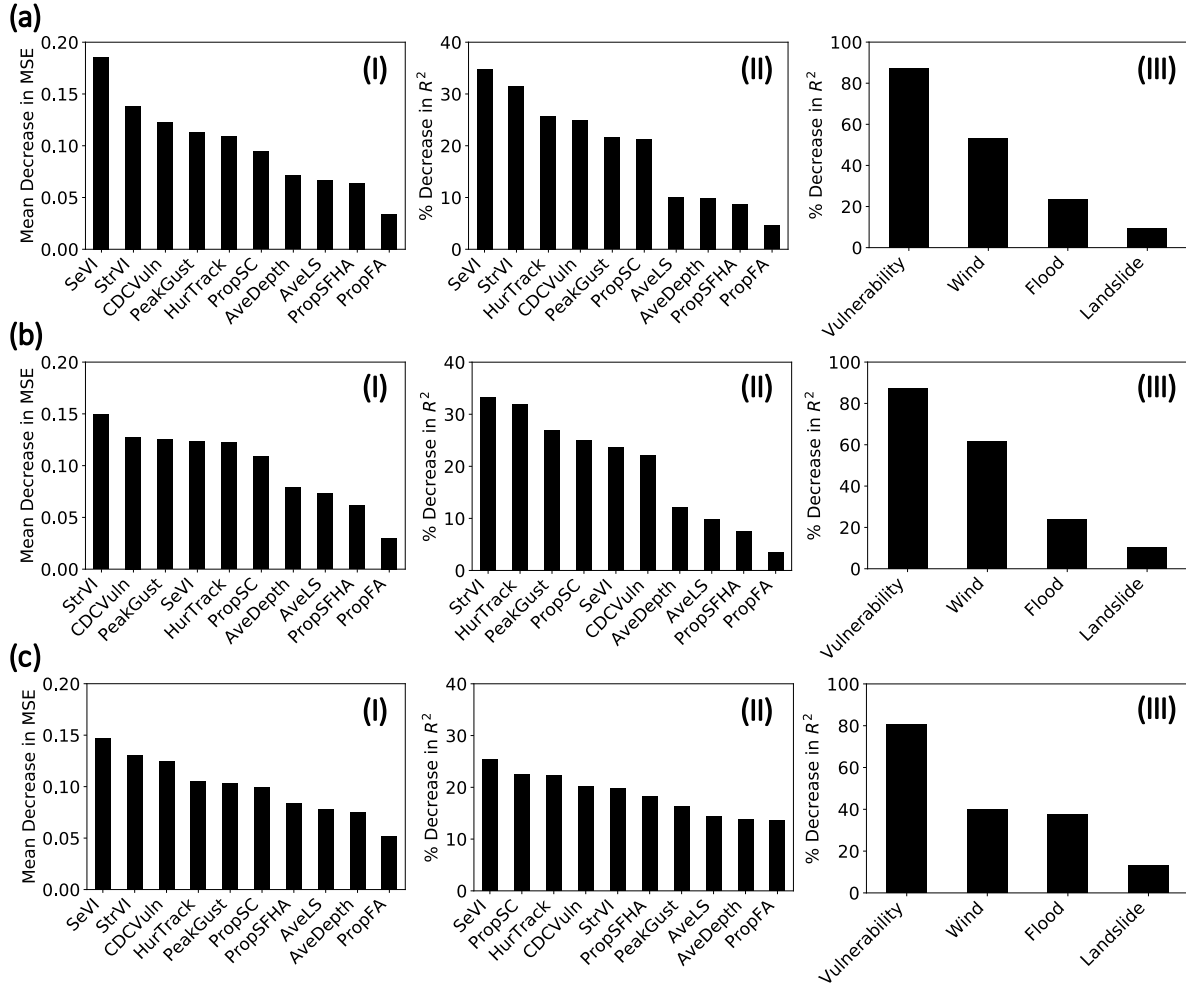 (a)
Mean Decrease in MSE
0.20
0.15
0.10
0.05
0.00
(I)
SeVI
StrVI
CDCVuln
PeakGust
HurTrack
PropSC
AveDepth
AveLS
PropSFHA
PropFA
% Decrease in R²
40
30
20
10
0
(II)
SeVI
StrVI
HurTrack
CDCVuln
PeakGust
PropSC
AveLS
AveDepth
PropSFHA
PropFA
% Decrease in R²
100
80
60
40
20
0
(III)
Vulnerability
Wind
Flood
Landslide
(b)
Mean Decrease in MSE
0.20
0.15
0.10
0.05
0.00
(I)
StrVI
CDCVuln
PeakGust
SeVI
HurTrack
PropSC
AveDepth
AveLS
PropSFHA
PropFA
% Decrease in R²
40
30
20
10
0
(II)
StrVI
HurTrack
PeakGust
PropSC
SeVI
CDCVuln
AveDepth
AveLS
PropSFHA
PropFA
% Decrease in R²
100
80
60
40
20
0
(III)
Vulnerability
Wind
Flood
Landslide
(c)
Mean Decrease in MSE
0.20
0.15
0.10
0.05
0.00
(I)
SeVI
StrVI
CDCVuln
HurTrack
PeakGust
PropSC
PropSFHA
AveLS
AveDepth
PropFA
% Decrease in R²
40
30
20
10
0
(II)
SeVI
PropSC
HurTrack
CDCVuln
StrVI
PropSFHA
PeakGust
AveLS
AveDepth
PropFA
% Decrease in R²
100
80
60
40
20
0
(III)
Vulnerability
Wind
Flood
Landslide